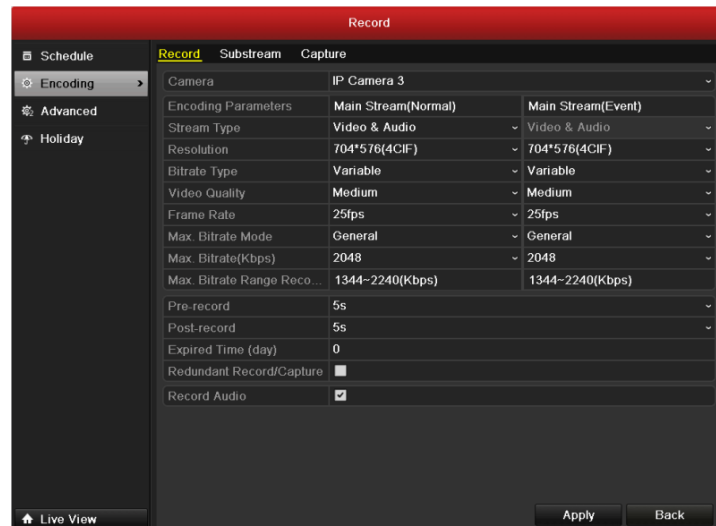 Record
Schedule
Encoding
Advanced
Holiday
Live View
Record Substream Capture
Camera IP Camera 3
Encoding Parameters Main Stream(Normal) Main Stream(Event)
Stream Type Video & Audio Video & Audio
Resolution 704*576(4CIF) 704*576(4CIF)
Bitrate Type Variable Variable
Video Quality Medium Medium
Frame Rate 25fps 25fps
Max. Bitrate Mode General General
Max. Bitrate(Kbps) 2048 2048
Max. Bitrate Range Reco... 1344~2240(Kbps) 1344~2240(Kbps)
Pre-record 5s
Post-record 5s
Expired Time (day) 0
Redundant Record/Capture
Record Audio
Apply Back